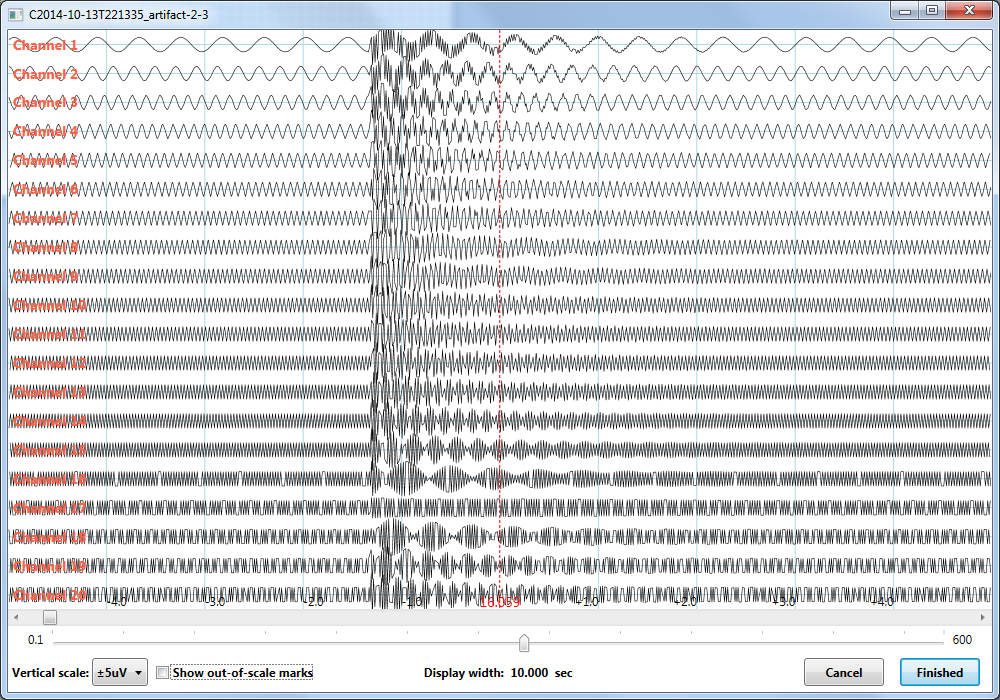 C2014-10-13T221335_artifact-2-3
Channel 1
Channel 2
Channel 3
Channel 4
Channel 5
Channel 6
Channel 7
Channel 8
Channel 9
Channel 10
Channel 11
Channel 12
Channel 13
Channel 14
Channel 15
Channel 16
Channel 17
Channel 18
Channel 19
Channel 20
-4.0 -3.0 -2.0 -1.0 16.059 +1.0 +2.0 +3.0 +4.0
0.1 600
Vertical scale: ±5uV Show out-of-scale marks Display width: 10.000 sec Cancel Finished